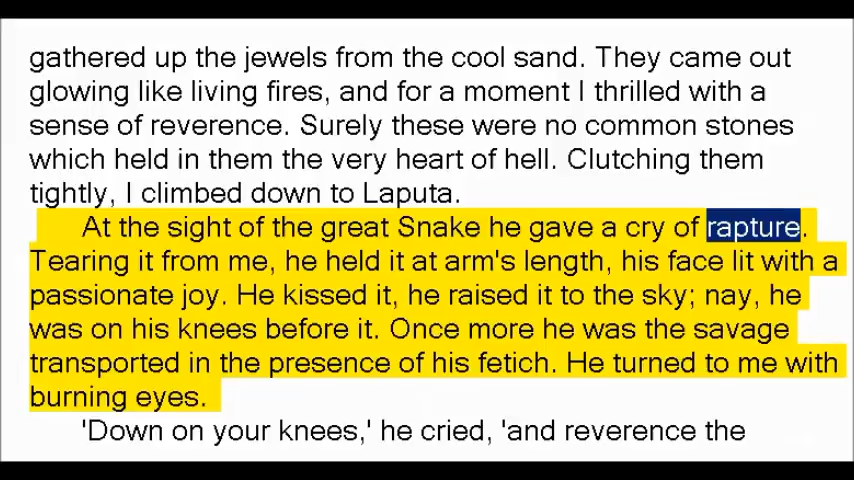 gathered up the jewels from the cool sand. They came out
glowing like living fires, and for a moment I thrilled with a
sense of reverence. Surely these were no common stones
which held in them the very heart of hell. Clutching them
tightly, I climbed down to Laputa.
At the sight of the great Snake he gave a cry of rapture.
Tearing it from me, he held it at arm's length, his face lit with a
passionate joy. He kissed it, he raised it to the sky; nay, he
was on his knees before it. Once more he was the savage
transported in the presence of his fetich. He turned to me with
burning eyes.
'Down on your knees,' he cried, 'and reverence the